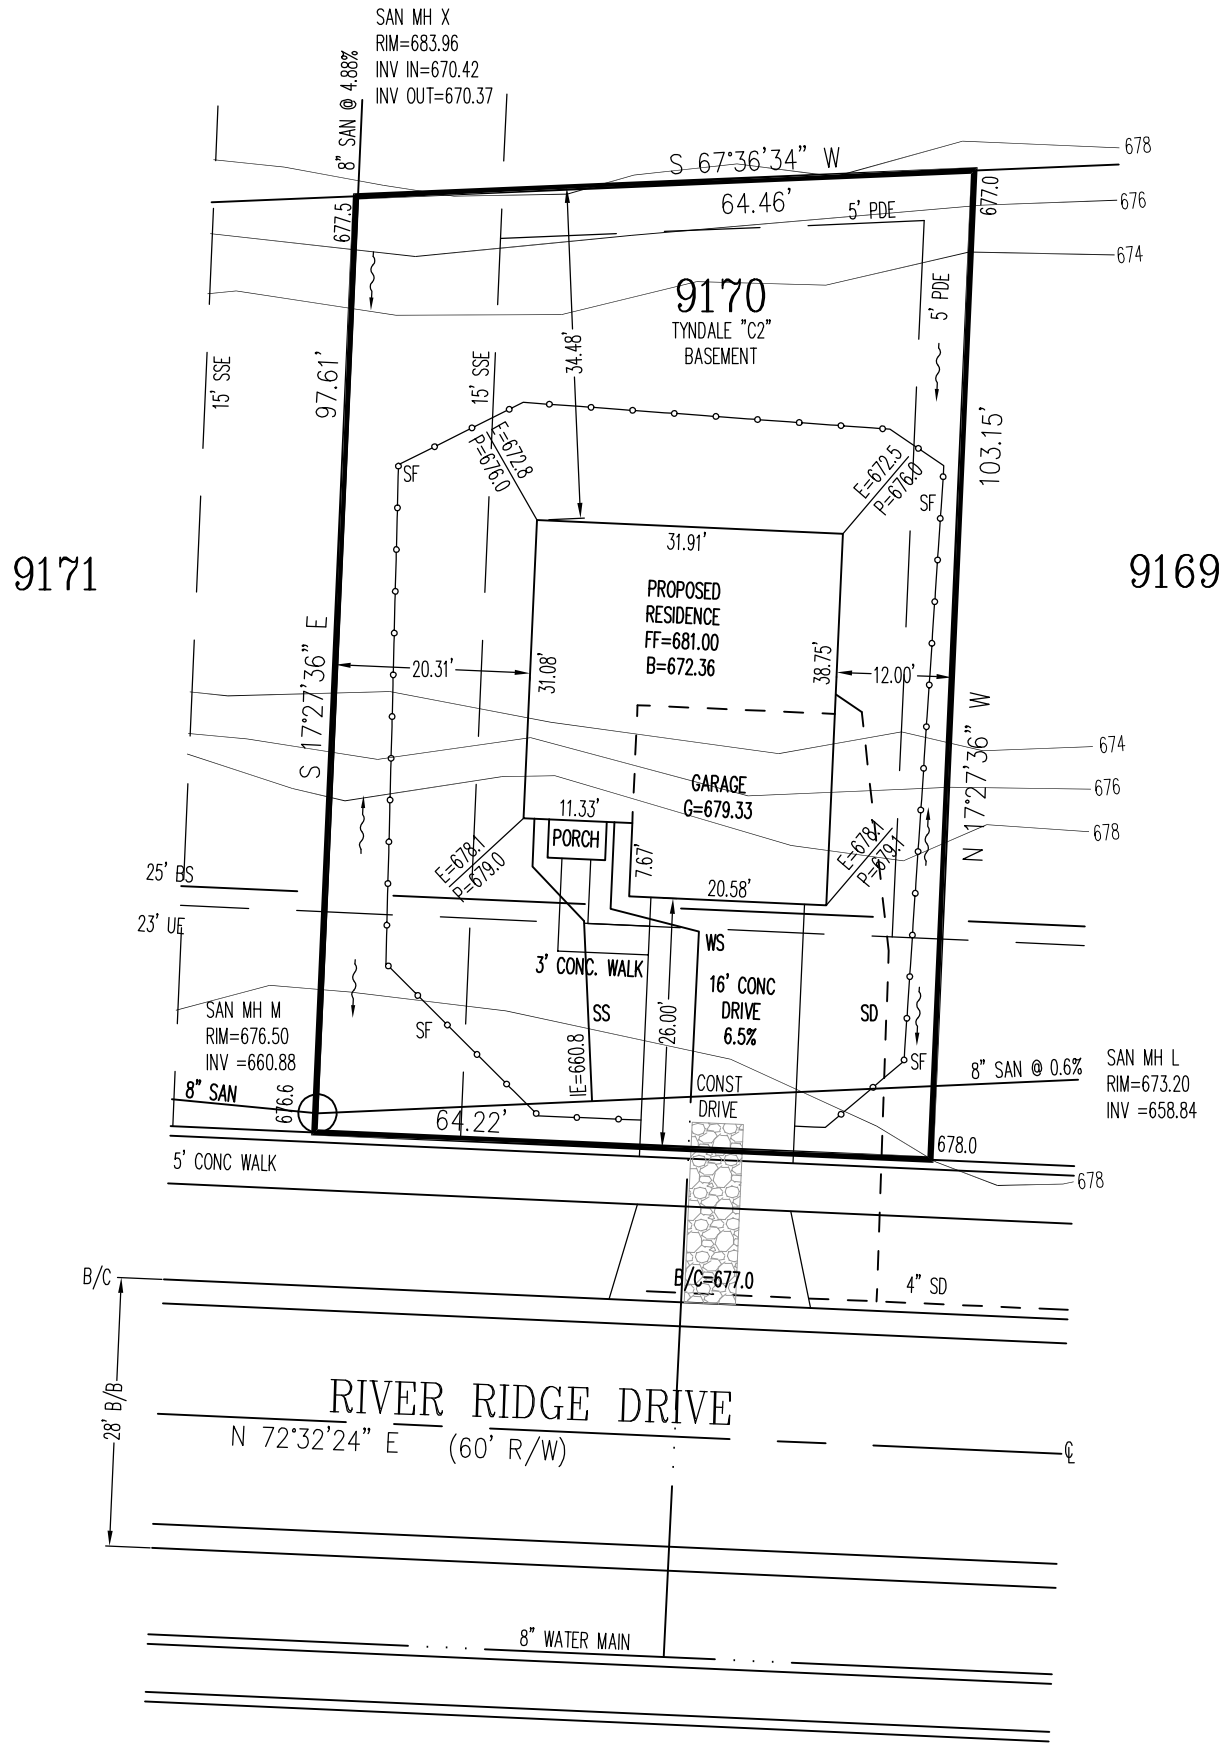 SAN MH X
RIM=683.96
INV IN=670.42
INV OUT=670.37
8" SAN @ 4.88%
S 67°36'34" W
64.46'
678
676
674
677.5
677.0
5' PDE
5' PDE
9170
TYNDALE "C2"
BASEMENT
34.48'
15' SSE
15' SSE
97.61'
103.15'
SF
E=672.8
P=676.0
E=672.5
P=676.0
SF
9171
9169
31.91'
PROPOSED
RESIDENCE
FF=681.00
B=672.36
S 17°27'36" E
20.31'
31.08'
38.75'
12.00'
N 17°27'36" W
674
676
678
GARAGE
G=679.33
11.33'
PORCH
7.67'
E=678.1
P=679.0
E=678.1
P=679.1
20.58'
25' BS
23' UE
WS
3' CONC. WALK
16' CONC
DRIVE
6.5%
SS
SD
26.00'
IE=660.8
SAN MH M
RIM=676.50
INV =660.88
SF
SF
8" SAN
676.6
8" SAN @ 0.6%
SAN MH L
RIM=673.20
INV =658.84
CONST
DRIVE
64.22'
678.0
678
5' CONC WALK
B/C
B/C=677.0
4" SD
28' B/B
RIVER RIDGE DRIVE
N 72°32'24" E (60' R/W)
℄
8" WATER MAIN